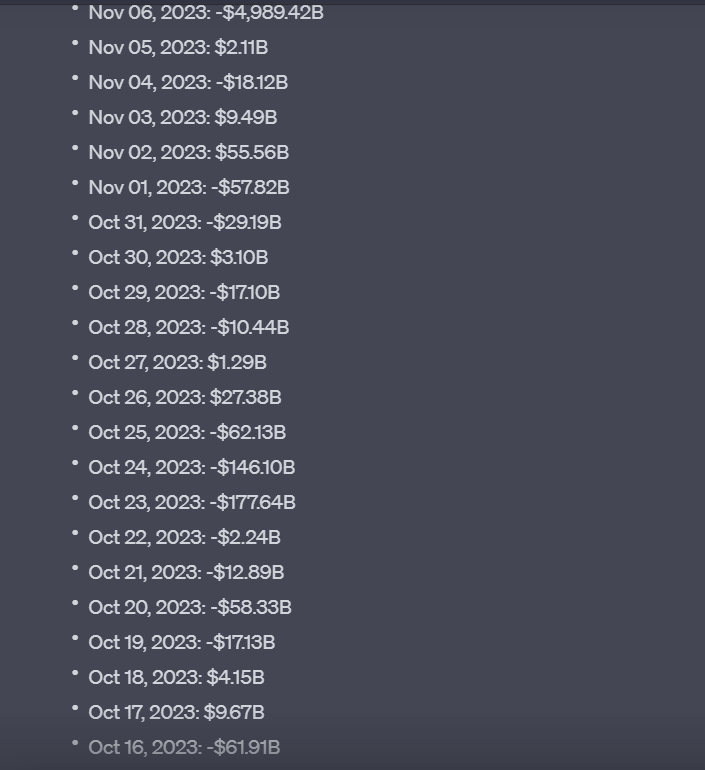 • Nov 06, 2023: -$4,989.42B
• Nov 05, 2023: $2.11B
• Nov 04, 2023: -$18.12B
• Nov 03, 2023: $9.49B
• Nov 02, 2023: $55.56B
• Nov 01, 2023: -$57.82B
• Oct 31, 2023: -$29.19B
• Oct 30, 2023: $3.10B
• Oct 29, 2023: -$17.10B
• Oct 28, 2023: -$10.44B
• Oct 27, 2023: $1.29B
• Oct 26, 2023: $27.38B
• Oct 25, 2023: -$62.13B
• Oct 24, 2023: -$146.10B
• Oct 23, 2023: -$177.64B
• Oct 22, 2023: -$2.24B
• Oct 21, 2023: -$12.89B
• Oct 20, 2023: -$58.33B
• Oct 19, 2023: -$17.13B
• Oct 18, 2023: $4.15B
• Oct 17, 2023: $9.67B
• Oct 16, 2023: -$61.91B